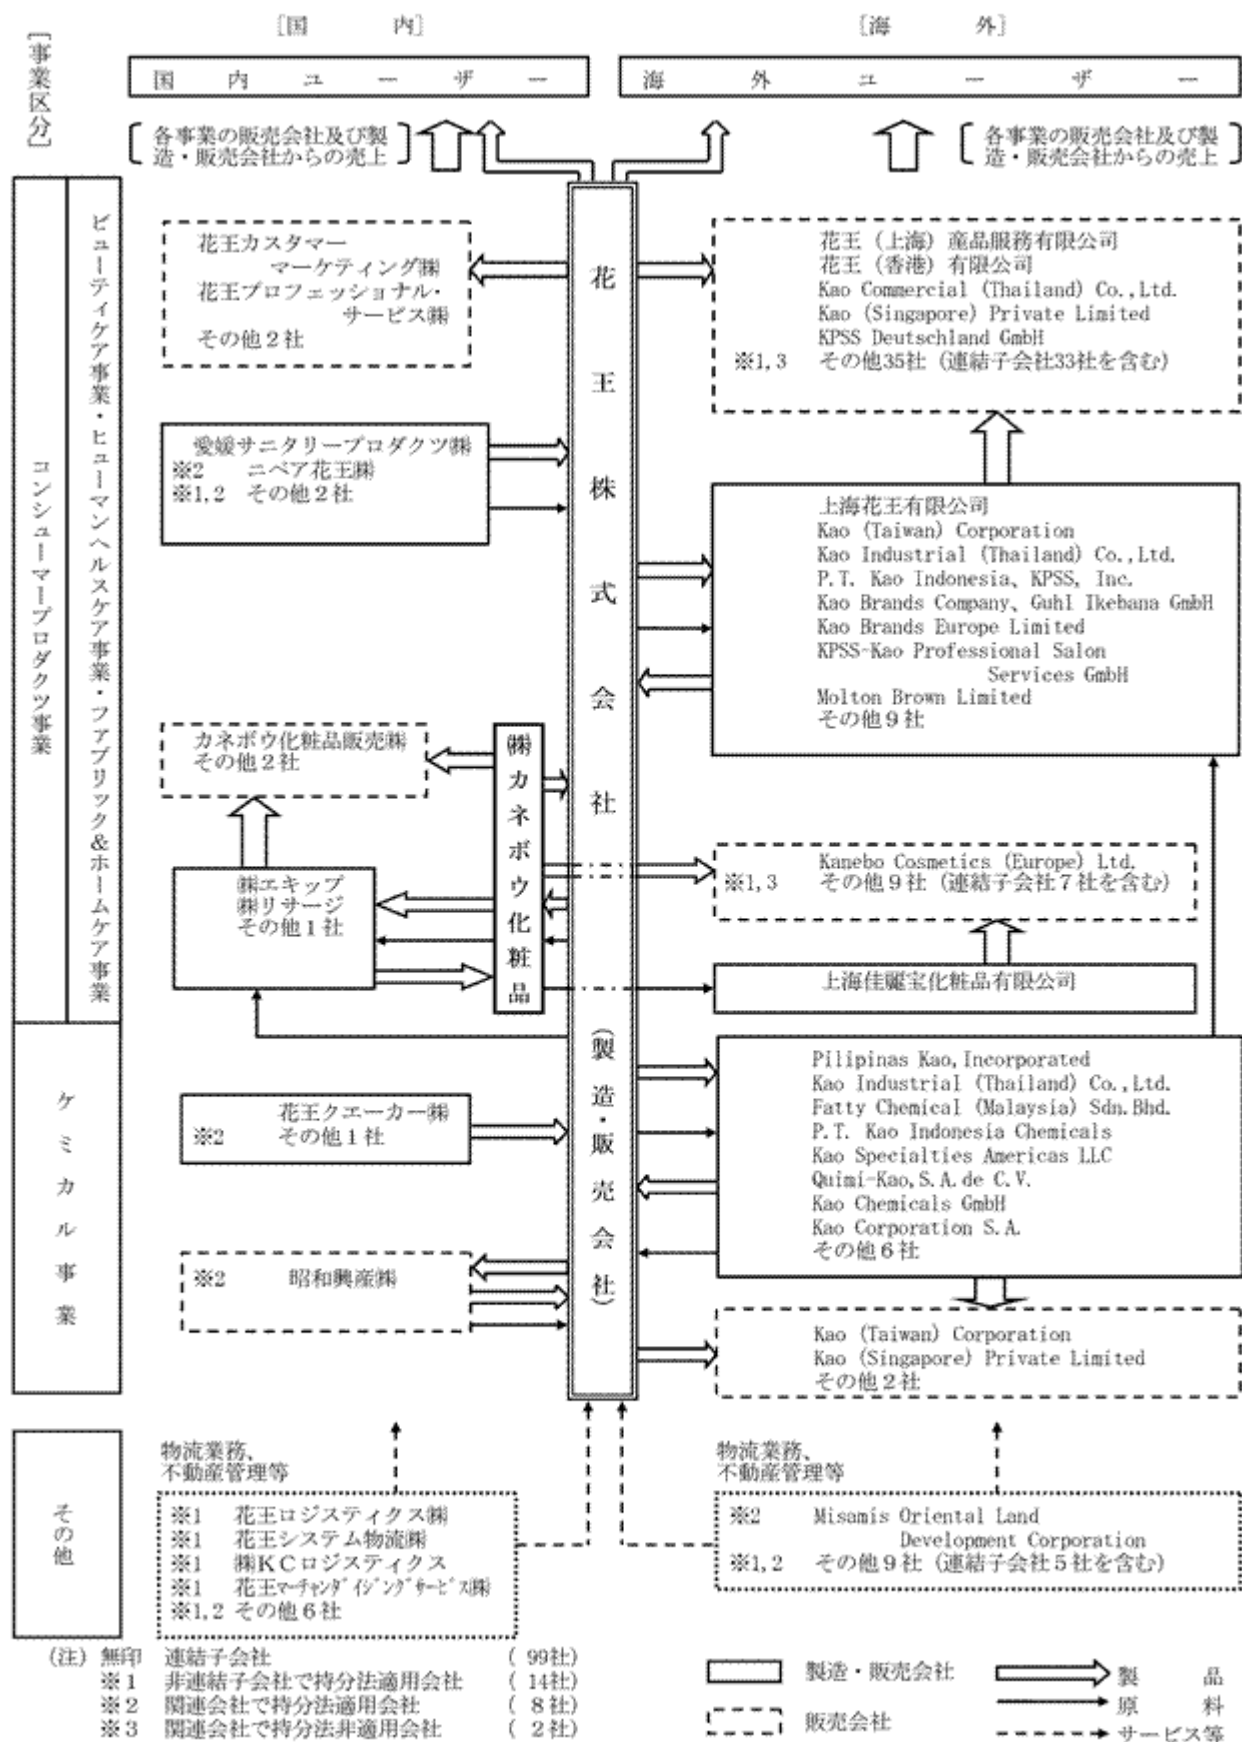 [国　　内]
[海　　外]
[事業区分]
国内ユーザー
海外ユーザー
各事業の販売会社及び製
造・販売会社からの売上
各事業の販売会社及び製
造・販売会社からの売上
コンシューマープロダクツ事業
ビューティケア事業・ヒューマンヘルスケア事業・ファブリック&ホームケア事業
花王株式会社（製造・販売会社）
花王カスタマー
マーケティング㈱
花王プロフェッショナル・
サービス㈱
その他２社
花王（上海）産品服務有限公司
花王（香港）有限公司
Kao Commercial (Thailand) Co.,Ltd.
Kao (Singapore) Private Limited
KPSS Deutschland GmbH
※1,3　その他35社（連結子会社33社を含む）
愛媛サニタリープロダクツ㈱
※2　ニベア花王㈱
※1,2　その他２社
上海花王有限公司
Kao (Taiwan) Corporation
Kao Industrial (Thailand) Co.,Ltd.
P.T. Kao Indonesia、KPSS, Inc.
Kao Brands Company、Guhl Ikebana GmbH
Kao Brands Europe Limited
KPSS-Kao Professional Salon
Services GmbH
Molton Brown Limited
その他９社
カネボウ化粧品販売㈱
その他２社
㈱カネボウ化粧品
㈱エキップ
㈱リサージ
その他１社
Kanebo Cosmetics (Europe) Ltd.
※1,3　その他９社（連結子会社７社を含む）
上海佳麗宝化粧品有限公司
ケミカル事業
花王クエーカー㈱
※2　その他１社
Pilipinas Kao,Incorporated
Kao Industrial (Thailand) Co.,Ltd.
Fatty Chemical (Malaysia) Sdn.Bhd.
P.T. Kao Indonesia Chemicals
Kao Specialties Americas LLC
Quimi-Kao,S.A.de C.V.
Kao Chemicals GmbH
Kao Corporation S.A.
その他６社
※2　昭和興産㈱
Kao (Taiwan) Corporation
Kao (Singapore) Private Limited
その他２社
その他
物流業務、
不動産管理等
※1　花王ロジスティクス㈱
※1　花王システム物流㈱
※1　㈱ＫＣロジスティクス
※1　花王ﾏｰﾁｬﾝﾀﾞｲｼﾞﾝｸﾞｻｰﾋﾞｽ㈱
※1,2　その他６社
物流業務、
不動産管理等
※2　Misamis Oriental Land
Development Corporation
※1,2　その他９社（連結子会社５社を含む）
(注) 無印　連結子会社　( 99社)
※１　非連結子会社で持分法適用会社　( 14社)
※２　関連会社で持分法適用会社　( 8社)
※３　関連会社で持分法非適用会社　( 2社)
製造・販売会社
販売会社
製　品
原　料
サービス等